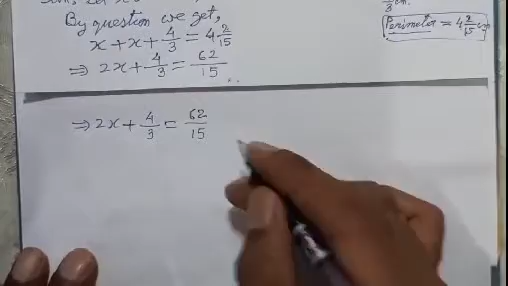 By question we get,
x + x + 4/3 = 4 2/15
⇒ 2x + 4/3 = 62/15
Perimeter = 4 2/15 cm
⇒ 2x + 4/3 = 62/15